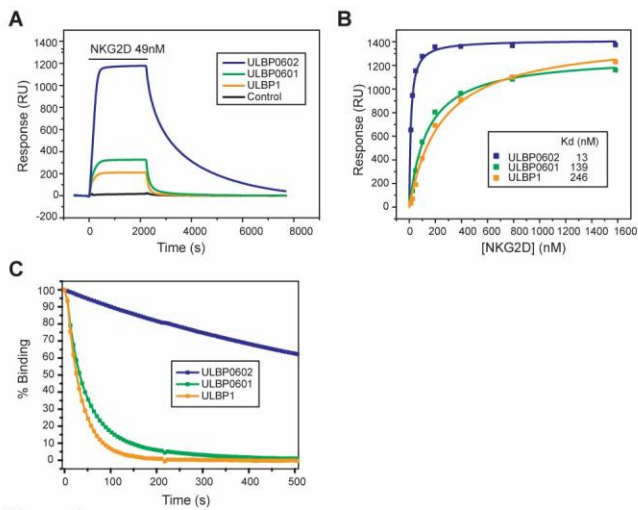 A
NKG2D 49nM
ULBP0602
ULBP0601
ULBP1
Control
Response (RU)
1400
1200
1000
800
600
400
200
0
-200
0 2000 4000 6000 8000
Time (s)
B
Response (RU)
1600
1400
1200
1000
800
600
400
200
0
Kd (nM)
ULBP0602 13
ULBP0601 139
ULBP1 246
0 200 400 600 800 1000 1200 1400 1600
[NKG2D] (nM)
C
% Binding
100
90
80
70
60
50
40
30
20
10
0
ULBP0602
ULBP0601
ULBP1
0 100 200 300 400 500
Time (s)